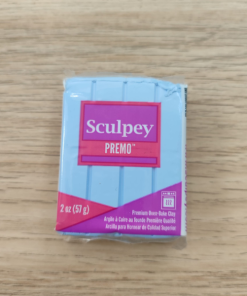 Sculpey
PREMO™
2 oz (57 g)
Premium Oven-Bake Clay
Argile à Cuire au Four de Première Qualité
Arcilla para Hornear de Calidad Superior